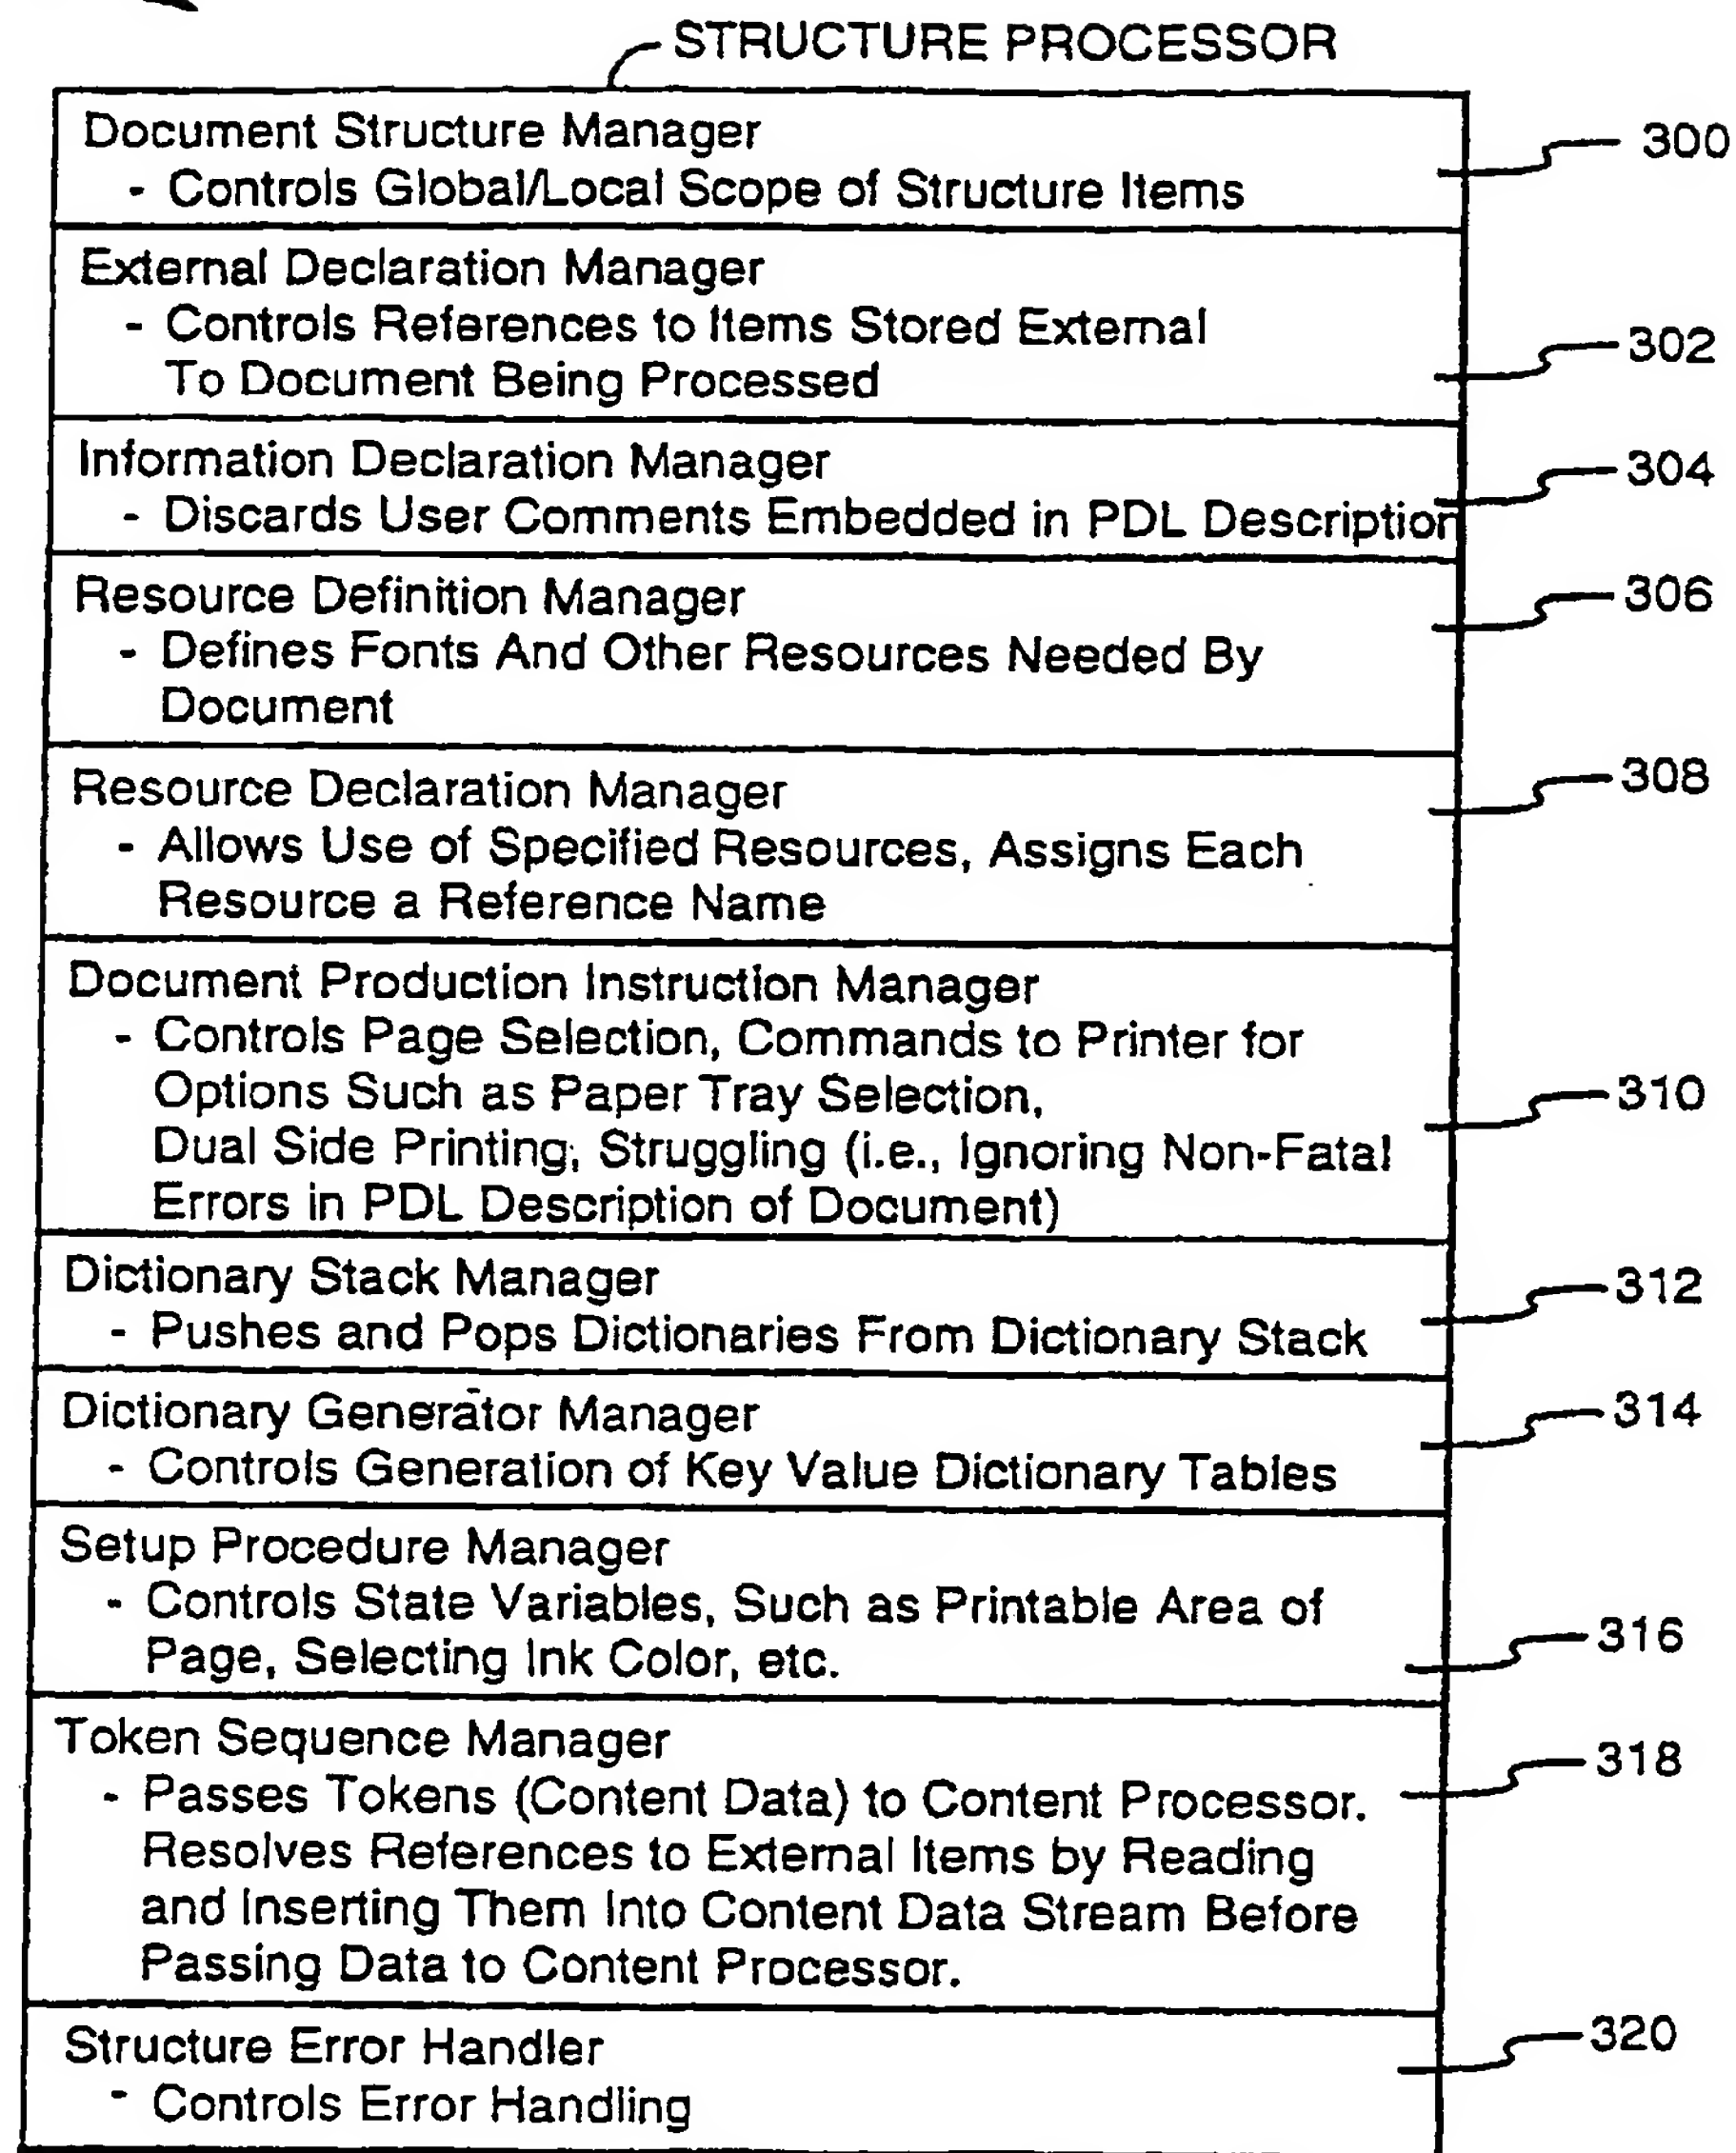 STRUCTURE PROCESSOR
Document Structure Manager
- Controls Global/Local Scope of Structure Items
300
External Declaration Manager
- Controls References to Items Stored External
To Document Being Processed
302
Information Declaration Manager
- Discards User Comments Embedded in PDL Description
304
Resource Definition Manager
- Defines Fonts And Other Resources Needed By
Document
306
Resource Declaration Manager
- Allows Use of Specified Resources, Assigns Each
Resource a Reference Name
308
Document Production Instruction Manager
- Controls Page Selection, Commands to Printer for
Options Such as Paper Tray Selection,
Dual Side Printing, Struggling (i.e., Ignoring Non-Fatal
Errors in PDL Description of Document)
310
Dictionary Stack Manager
- Pushes and Pops Dictionaries From Dictionary Stack
312
Dictionary Generator Manager
- Controls Generation of Key Value Dictionary Tables
314
Setup Procedure Manager
- Controls State Variables, Such as Printable Area of
Page, Selecting Ink Color, etc.
316
Token Sequence Manager
- Passes Tokens (Content Data) to Content Processor.
Resolves References to External Items by Reading
and Inserting Them Into Content Data Stream Before
Passing Data to Content Processor.
318
Structure Error Handler
- Controls Error Handling
320